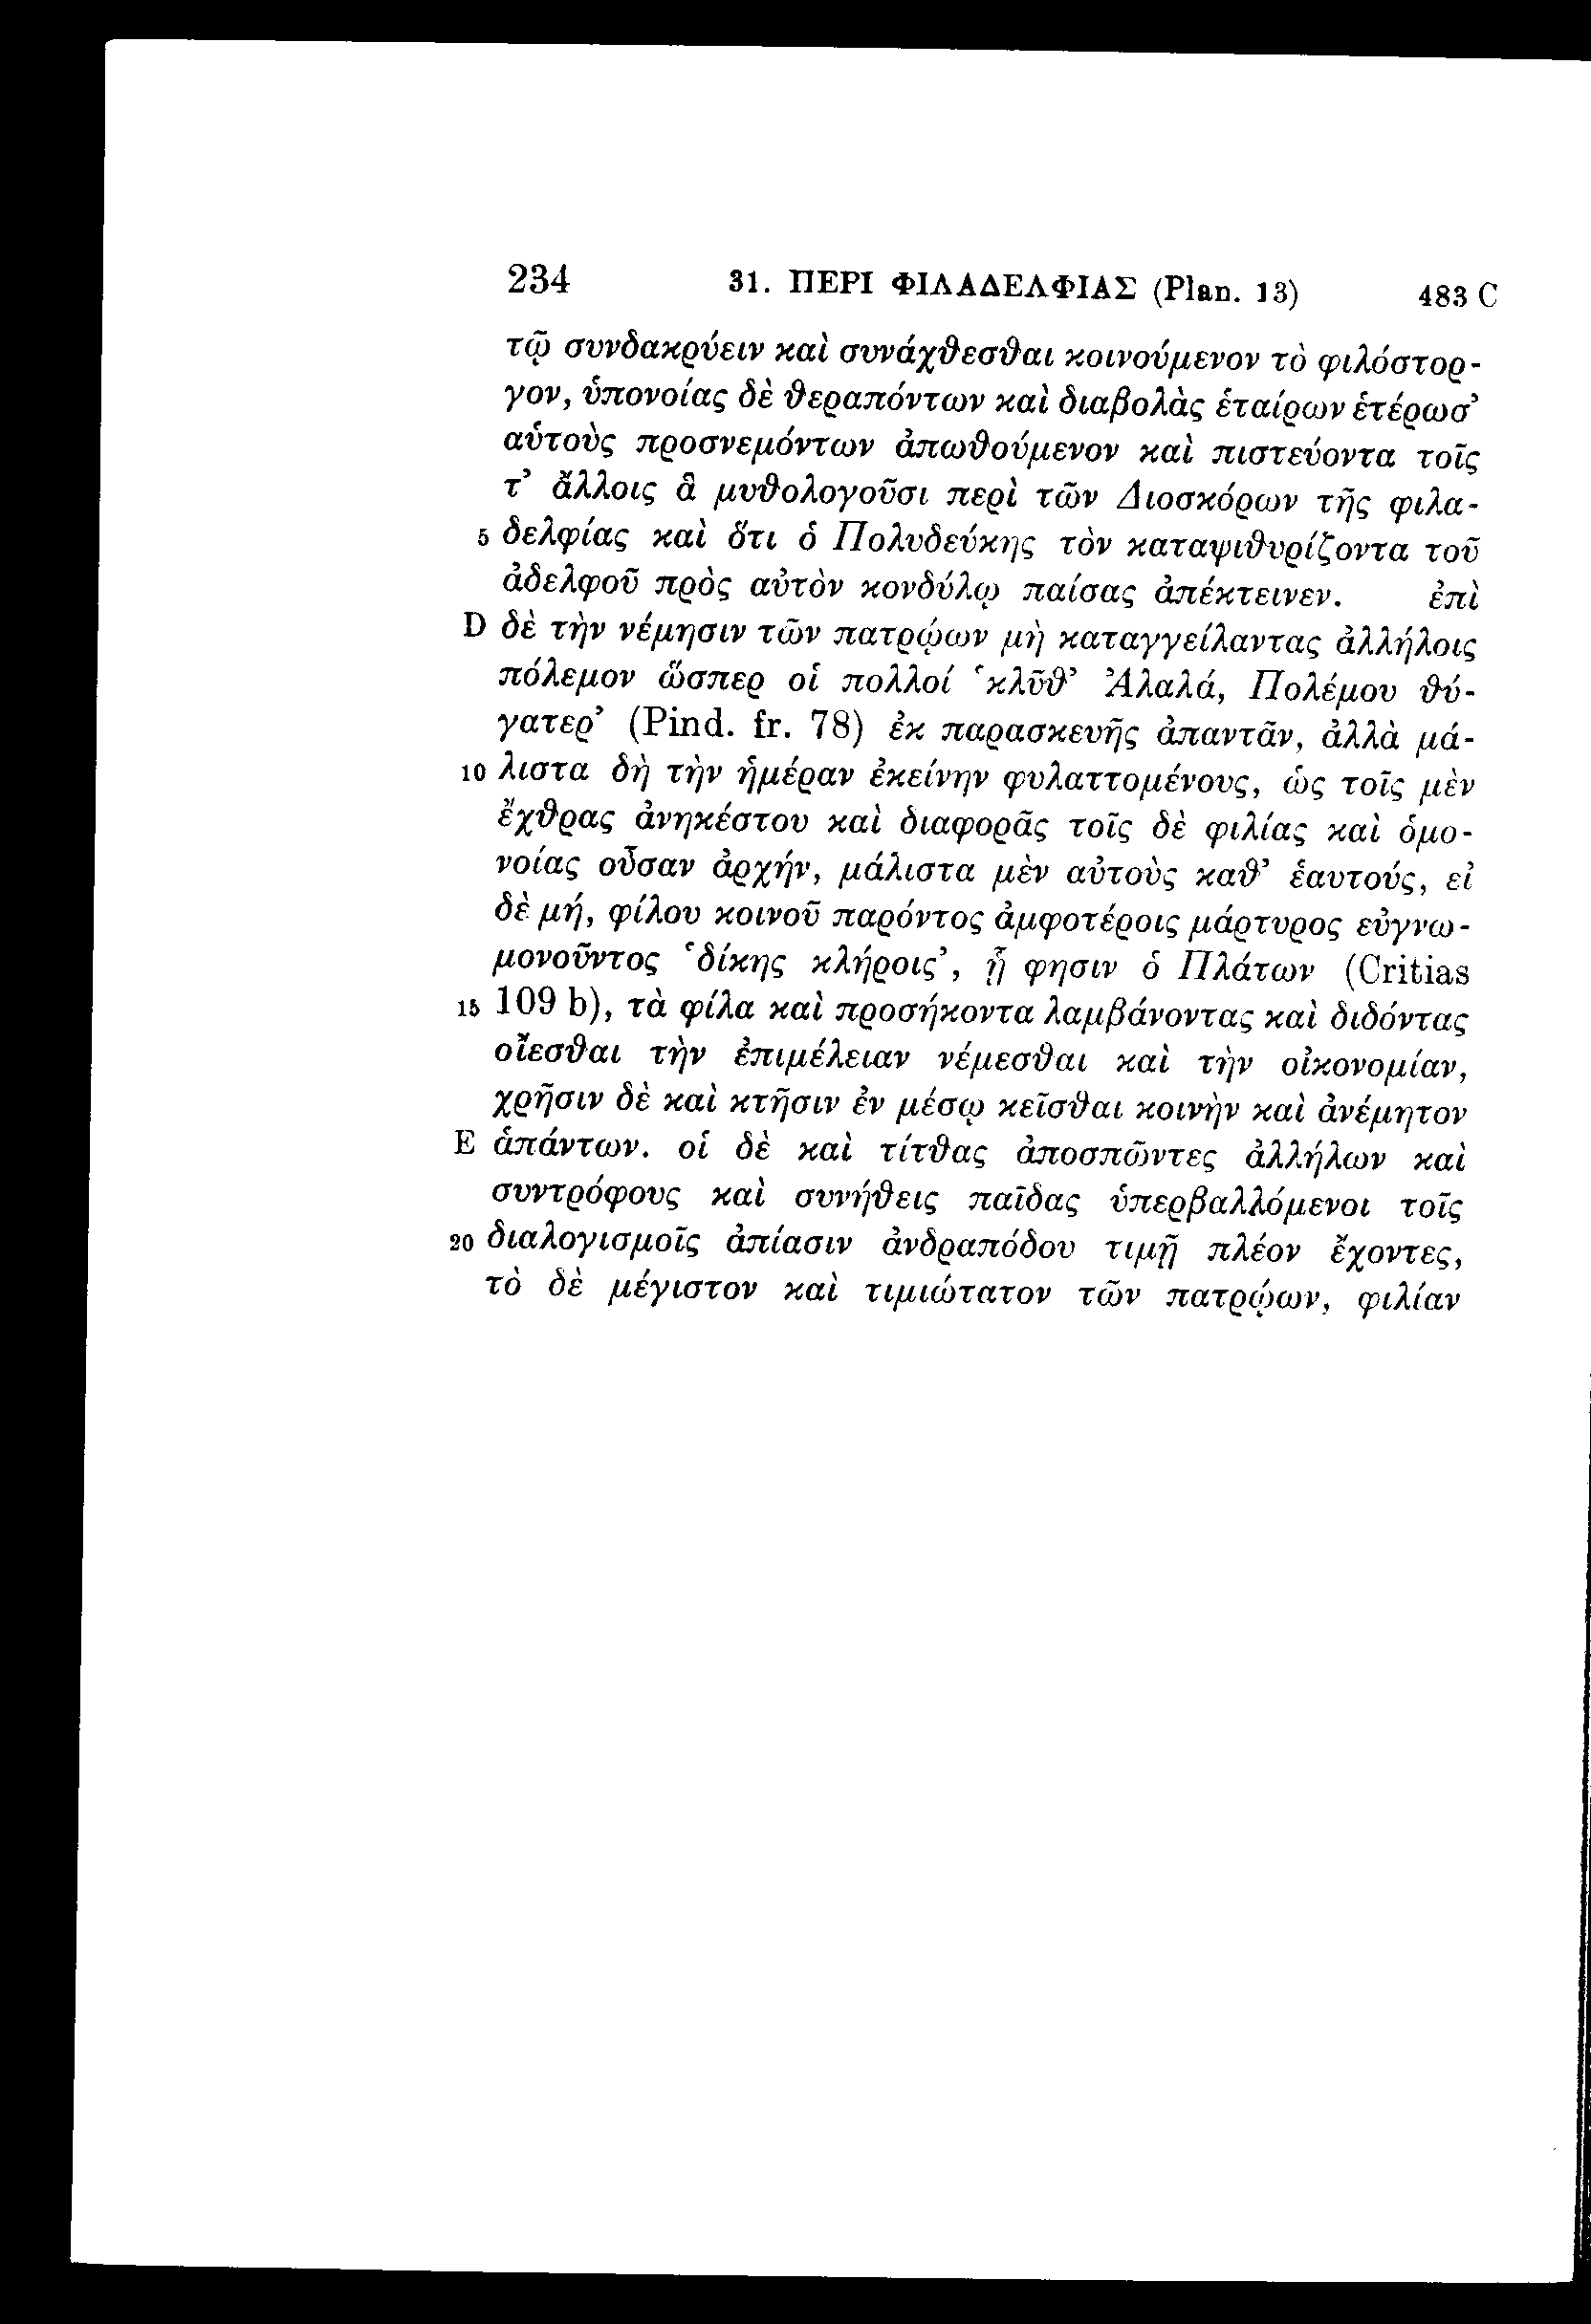 234 31. ΠΕΡΙ ΦΙΛΑΔΕΛΦΙΑΣ (Plan. 13) 483 C
τῷ συνδακρύειν καὶ συνάχθεσθαι κοινούμενον τὸ φιλόστορ-
γον, ὑπονοίας δὲ θεραπόντων καὶ διαβολὰς ἑταίρων ἑτέρωσ’
αὑτοὺς προσνεμόντων ἀπωθούμενον καὶ πιστεύοντα τοῖς
τ’ ἄλλοις ἃ μυθολογοῦσι περὶ τῶν Διοσκόρων τῆς φιλα-
5 δελφίας καὶ ὅτι ὁ Πολυδεύκης τὸν καταψιθυρίζοντα τοῦ
ἀδελφοῦ πρὸς αὐτὸν κονδύλῳ παίσας ἀπέκτεινεν. ἐπὶ
D δὲ τὴν νέμησιν τῶν πατρῴων μὴ καταγγείλαντας ἀλλήλοις
πόλεμον ὥσπερ οἱ πολλοί ‘κλῦθ’ Ἀλαλά, Πολέμου θύ-
γατερ’ (Pind. fr. 78) ἐκ παρασκευῆς ἀπαντᾶν, ἀλλὰ μά-
10 λιστα δὴ τὴν ἡμέραν ἐκείνην φυλαττομένους, ὡς τοῖς μὲν
ἔχθρας ἀνηκέστου καὶ διαφορᾶς τοῖς δὲ φιλίας καὶ ὁμο-
νοίας οὖσαν ἀρχήν, μάλιστα μὲν αὐτοὺς καθ’ ἑαυτούς, εἰ
δὲ μή, φίλου κοινοῦ παρόντος ἀμφοτέροις μάρτυρος εὐγνω-
μονοῦντος ‘δίκης κλήροις’, ᾗ φησιν ὁ Πλάτων (Critias
15 109 b), τὰ φίλα καὶ προσήκοντα λαμβάνοντας καὶ διδόντας
οἴεσθαι τὴν ἐπιμέλειαν νέμεσθαι καὶ τὴν οἰκονομίαν,
χρῆσιν δὲ καὶ κτῆσιν ἐν μέσῳ κεῖσθαι κοινὴν καὶ ἀνέμητον
E ἁπάντων. οἱ δὲ καὶ τίτθας ἀποσπῶντες ἀλλήλων καὶ
συντρόφους καὶ συνήθεις παῖδας ὑπερβαλλόμενοι τοῖς
20 διαλογισμοῖς ἀπίασιν ἀνδραπόδου τιμῇ πλέον ἔχοντες,
τὸ δὲ μέγιστον καὶ τιμιώτατον τῶν πατρῴων, φιλίαν